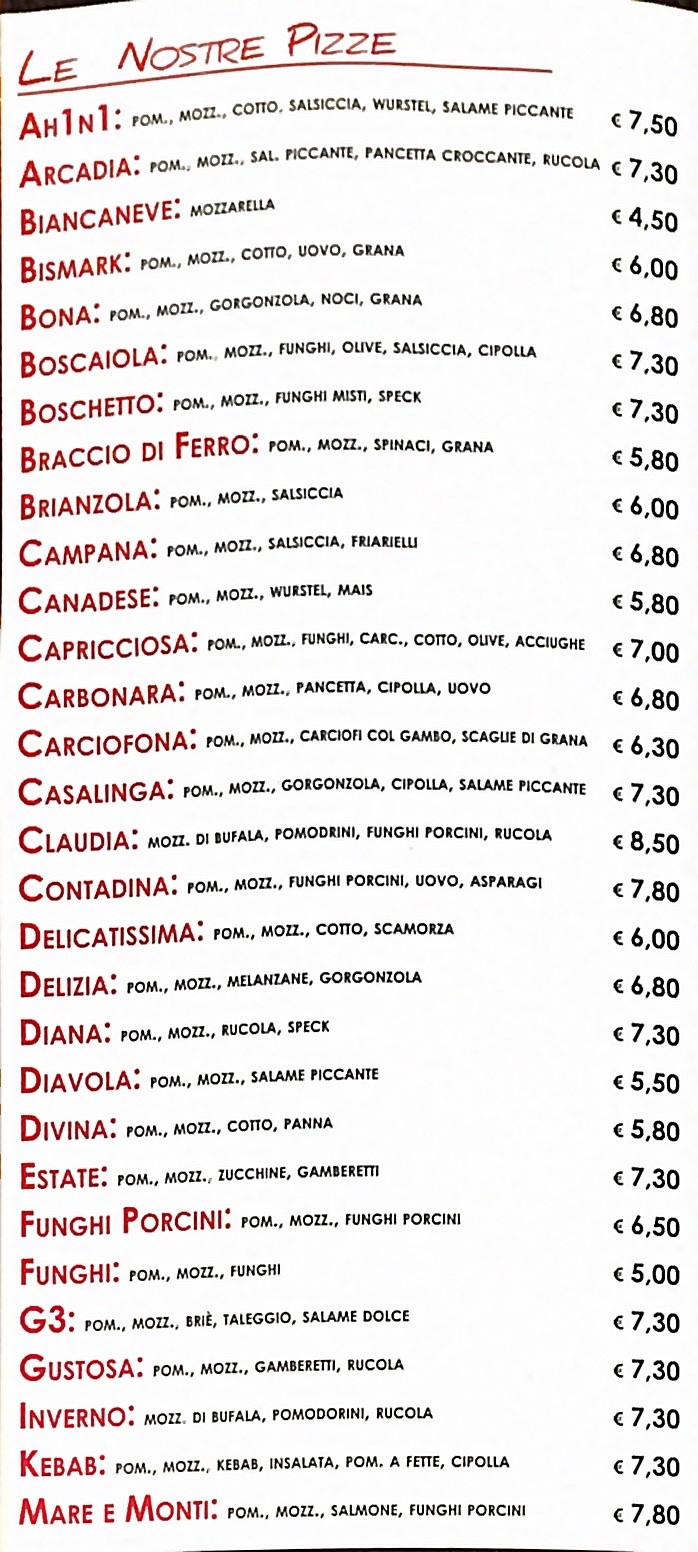 Le Nostre Pizze
Ah1n1: pom., mozz., cotto, salsiccia, wurstel, salame piccante € 7,50
Arcadia: pom., mozz., sal. piccante, pancetta croccante, rucola € 7,30
Biancaneve: mozzarella € 4,50
Bismark: pom., mozz., cotto, uovo, grana € 6,00
Bona: pom., mozz., gorgonzola, noci, grana € 6,80
Boscaiola: pom., mozz., funghi, olive, salsiccia, cipolla € 7,30
Boschetto: pom., mozz., funghi misti, speck € 7,30
Braccio di Ferro: pom., mozz., spinaci, grana € 5,80
Brianzola: pom., mozz., salsiccia € 6,00
Campana: pom., mozz., salsiccia, friarielli € 6,80
Canadese: pom., mozz., wurstel, mais € 5,80
Capricciosa: pom., mozz., funghi, carc., cotto, olive, acciughe € 7,00
Carbonara: pom., mozz., pancetta, cipolla, uovo € 6,80
Carciofona: pom., mozz., carciofi col gambo, scaglie di grana € 6,30
Casalinga: pom., mozz., gorgonzola, cipolla, salame piccante € 7,30
Claudia: mozz. di bufala, pomodrini, funghi porcini, rucola € 8,50
Contadina: pom., mozz., funghi porcini, uovo, asparagi € 7,80
Delicatissima: pom., mozz., cotto, scamorza € 6,00
Delizia: pom., mozz., melanzane, gorgonzola € 6,80
Diana: pom., mozz., rucola, speck € 7,30
Diavola: pom., mozz., salame piccante € 5,50
Divina: pom., mozz., cotto, panna € 5,80
Estate: pom., mozz., zucchine, gamberetti € 7,30
Funghi Porcini: pom., mozz., funghi porcini € 6,50
Funghi: pom., mozz., funghi € 5,00
G3: pom., mozz., briè, taleggio, salame dolce € 7,30
Gustosa: pom., mozz., gamberetti, rucola € 7,30
Inverno: mozz. di bufala, pomodorini, rucola € 7,30
Kebab: pom., mozz., kebab, insalata, pom. a fette, cipolla € 7,30
Mare e Monti: pom., mozz., salmone, funghi porcini € 7,80